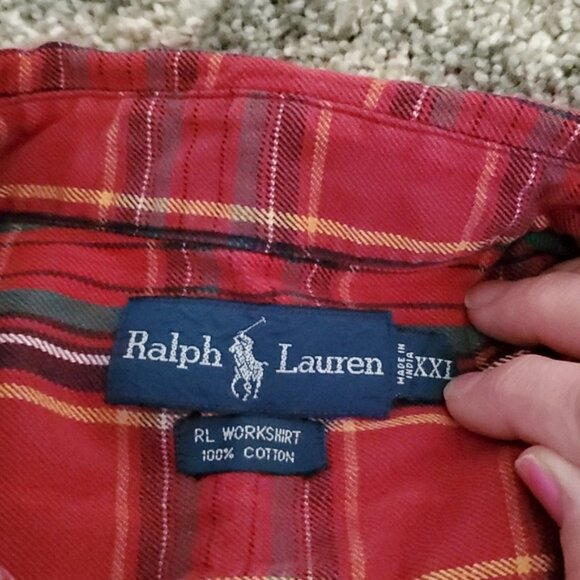 Ralph Lauren
MADE IN
INDIA
XXL
RL WORKSHIRT
100% COTTON